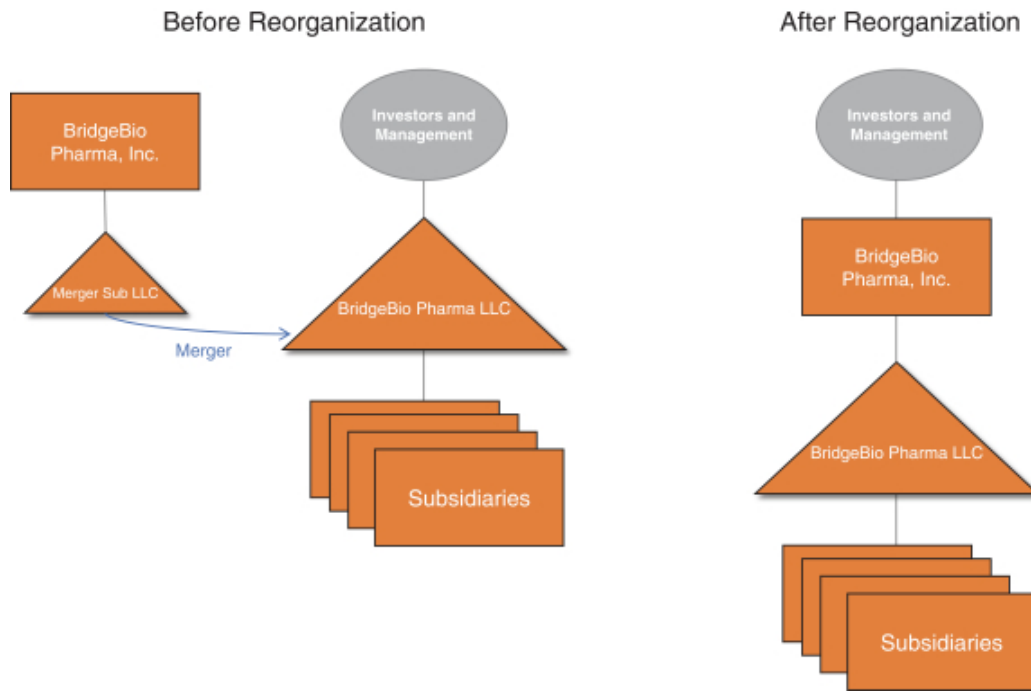 Before Reorganization
After Reorganization
BridgeBio
Pharma, Inc.
Merger Sub LLC
Merger
Investors and
Management
BridgeBio Pharma LLC
Subsidiaries
Investors and
Management
BridgeBio
Pharma, Inc.
BridgeBio Pharma LLC
Subsidiaries